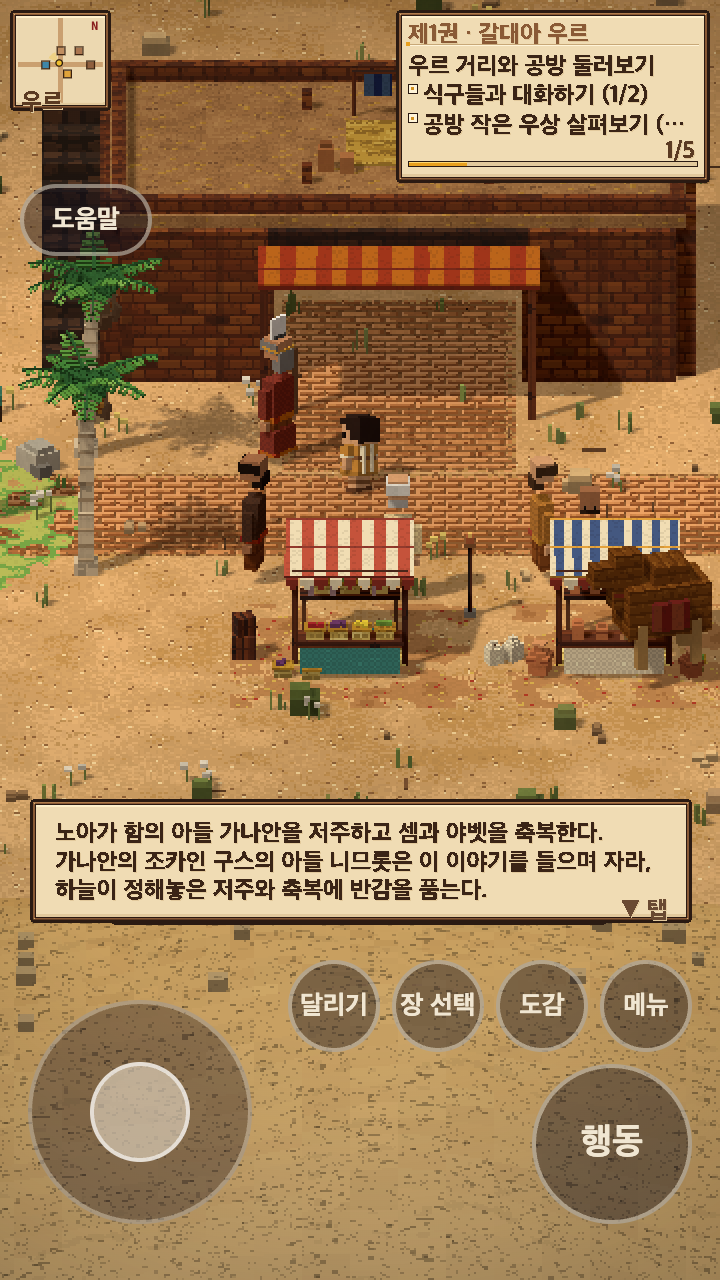 N
우르
제1권 · 갈대아 우르
우르 거리와 공방 둘러보기
식구들과 대화하기 (1/2)
공방 작은 우상 살펴보기 (…
1/5
도움말
노아가 함의 아들 가나안을 저주하고 셈과 야벳을 축복한다.
가나안의 조카인 구스의 아들 니므롯은 이 이야기를 들으며 자라,
하늘이 정해놓은 저주와 축복에 반감을 품는다.
▼ 탭
달리기
장 선택
도감
메뉴
행동